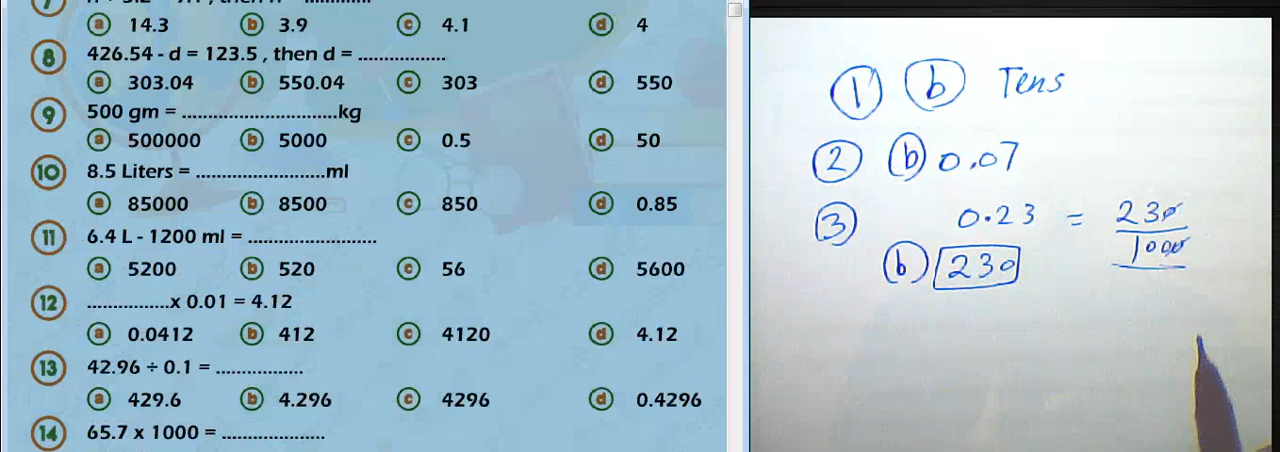 7
a 14.3 b 3.9 c 4.1 d 4
8 426.54 - d = 123.5 , then d = .................
a 303.04 b 550.04 c 303 d 550
9 500 gm = .............................kg
a 500000 b 5000 c 0.5 d 50
10 8.5 Liters = ........................ml
a 85000 b 8500 c 850 d 0.85
11 6.4 L - 1200 ml = ........................
a 5200 b 520 c 56 d 5600
12 ................x 0.01 = 4.12
a 0.0412 b 412 c 4120 d 4.12
13 42.96 ÷ 0.1 = ................
a 429.6 b 4.296 c 4296 d 0.4296
14 65.7 x 1000 = ...................
1 b Tens
2 b 0.07
3 0.23 = 230/1000
b 230